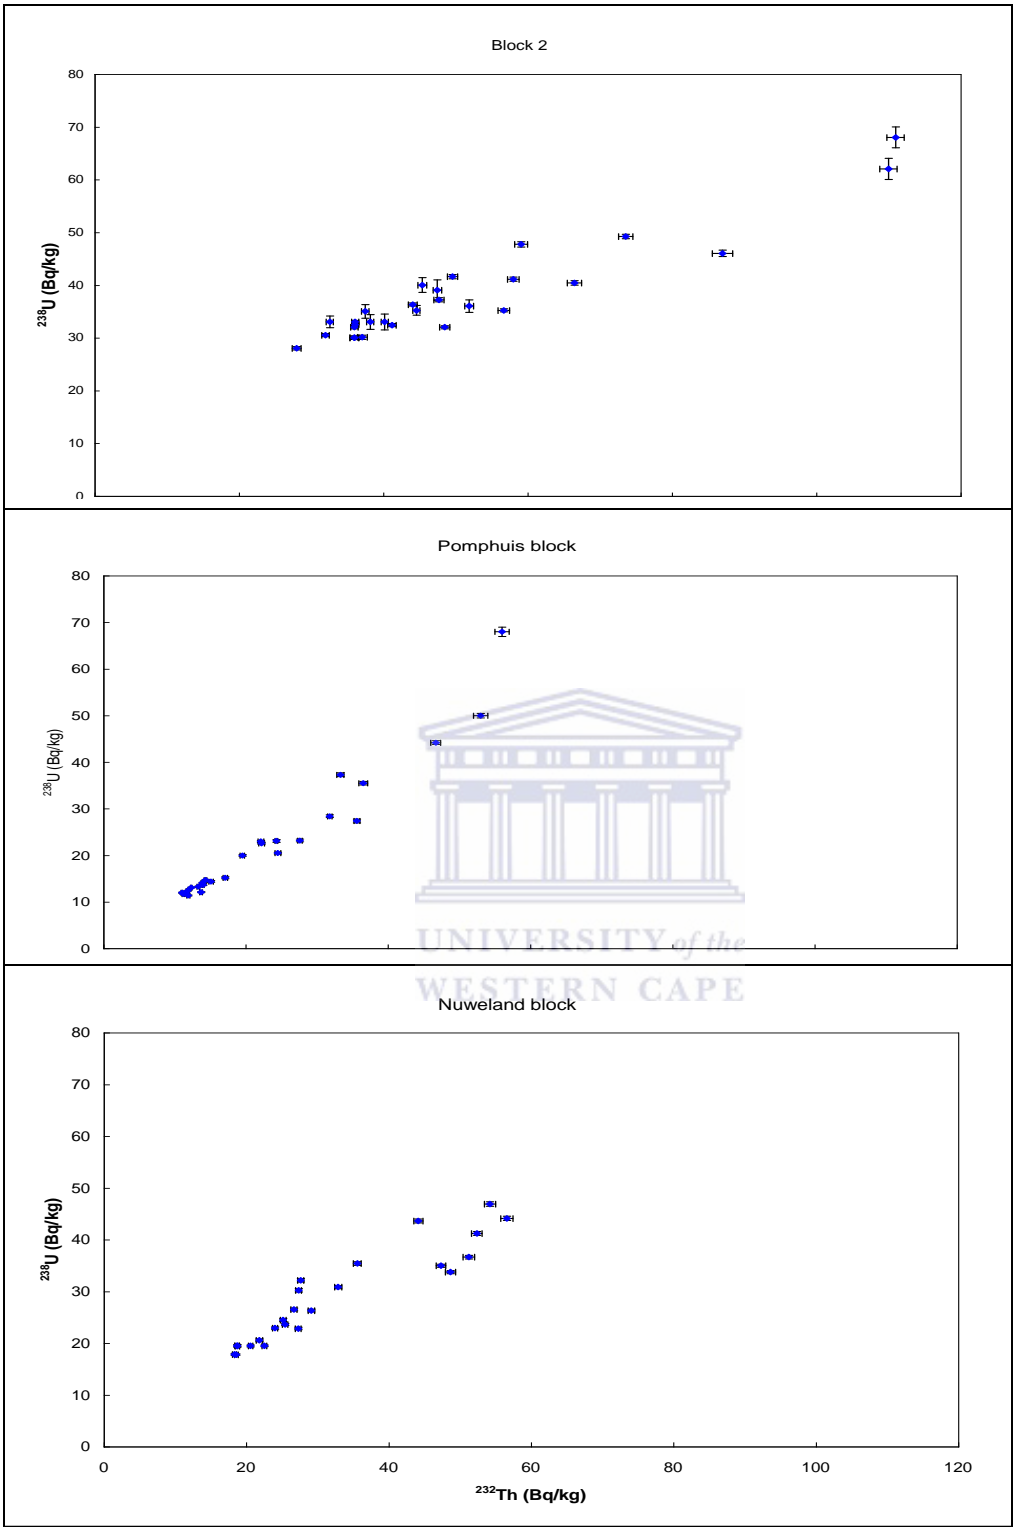 Block 2
80
70
60
50
40
30
20
10
0
²³⁸U (Bq/kg)
Pomphuis block
80
70
60
50
40
30
20
10
0
²³⁸U (Bq/kg)
UNIVERSITY of the
WESTERN CAPE
Nuweland block
80
70
60
50
40
30
20
10
0
²³⁸U (Bq/kg)
0 20 40 60 80 100 120
²³²Th (Bq/kg)